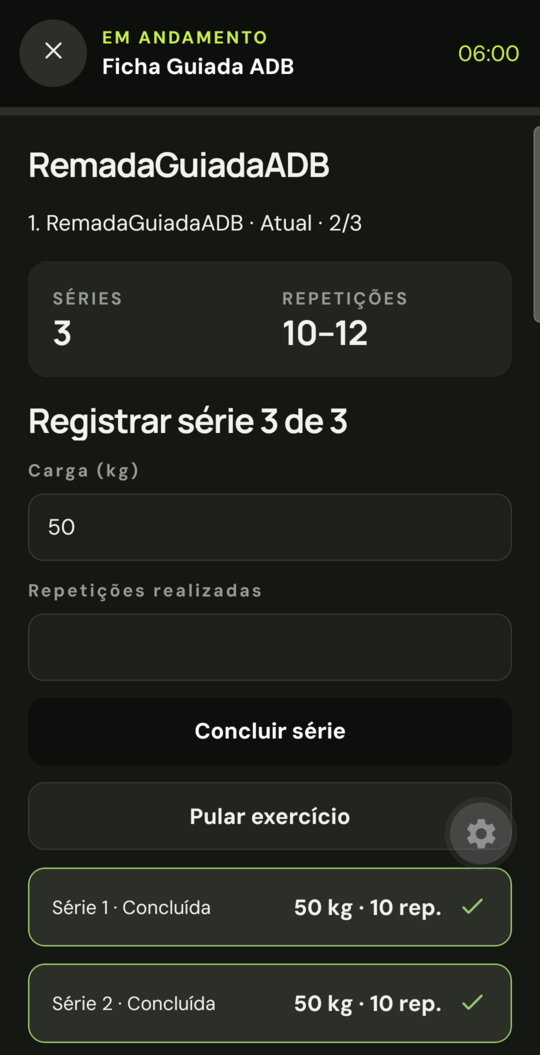 EM ANDAMENTO
Ficha Guiada ADB
06:00
RemadaGuiadaADB
1. RemadaGuiadaADB · Atual · 2/3
SÉRIES
3
REPETIÇÕES
10–12
Registrar série 3 de 3
Carga (kg)
50
Repetições realizadas
Concluir série
Pular exercício
Série 1 · Concluída
50 kg · 10 rep.
Série 2 · Concluída
50 kg · 10 rep.